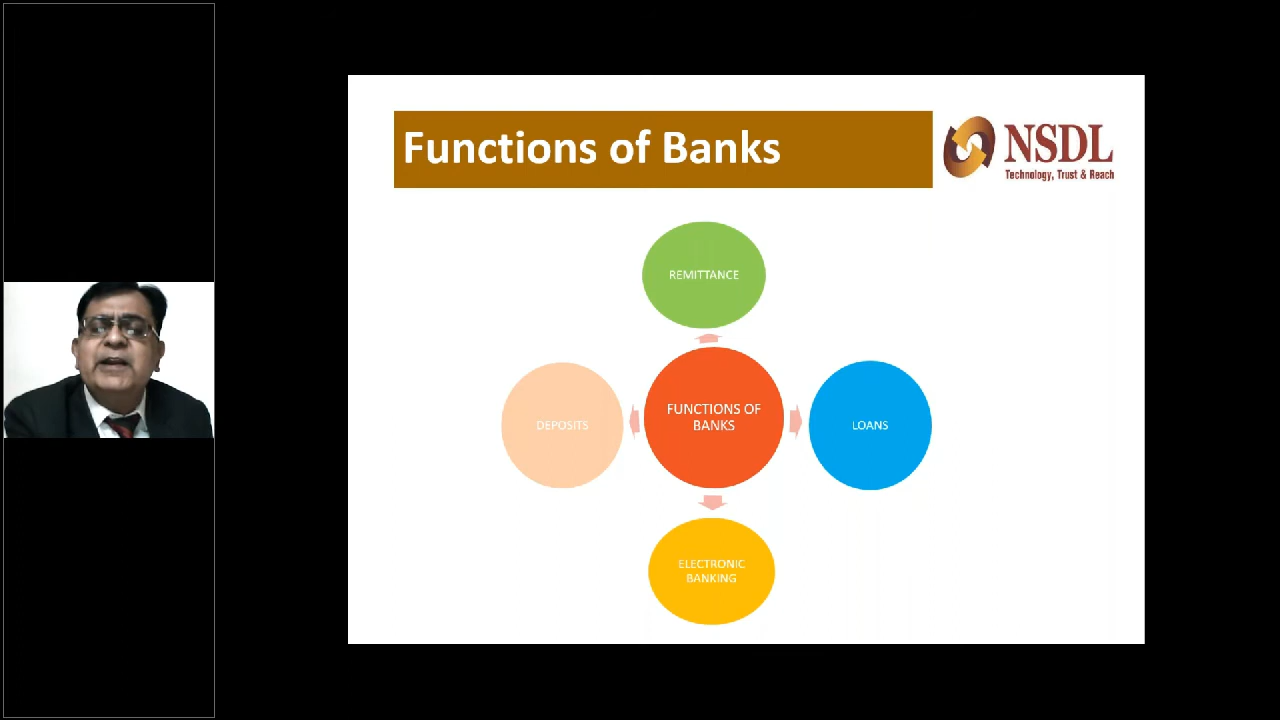 Functions of Banks
NSDL
Technology, Trust & Reach
REMITTANCE
DEPOSITS
FUNCTIONS OF
BANKS
LOANS
ELECTRONIC
BANKING